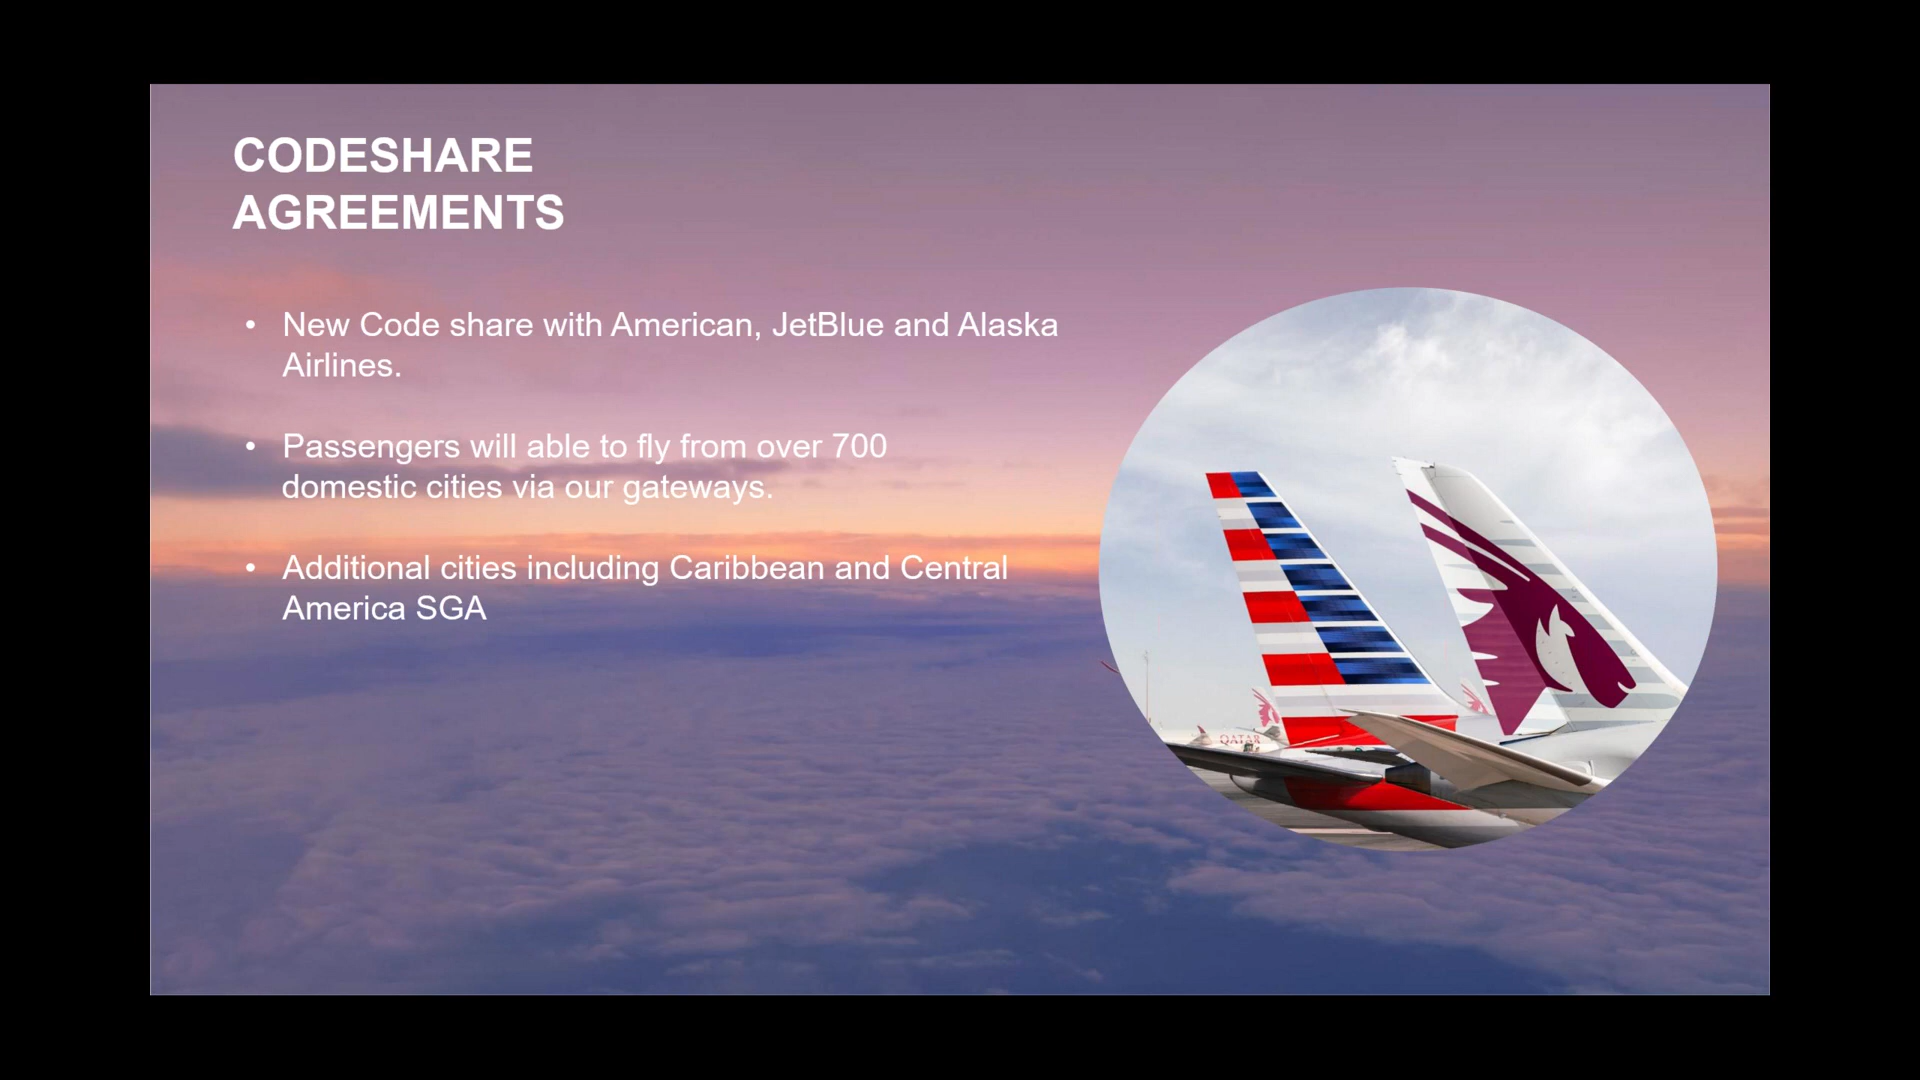 CODESHARE
AGREEMENTS
• New Code share with American, JetBlue and Alaska
Airlines.
• Passengers will able to fly from over 700
domestic cities via our gateways.
• Additional cities including Caribbean and Central
America SGA
QATAR